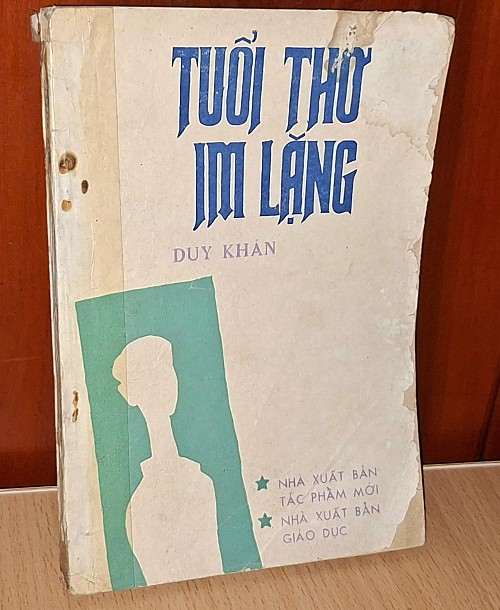 TUỔI THƠ
IM LẶNG
DUY KHÁN
NHÀ XUẤT BẢN
TÁC PHẨM MỚI
NHÀ XUẤT BẢN
GIÁO DỤC